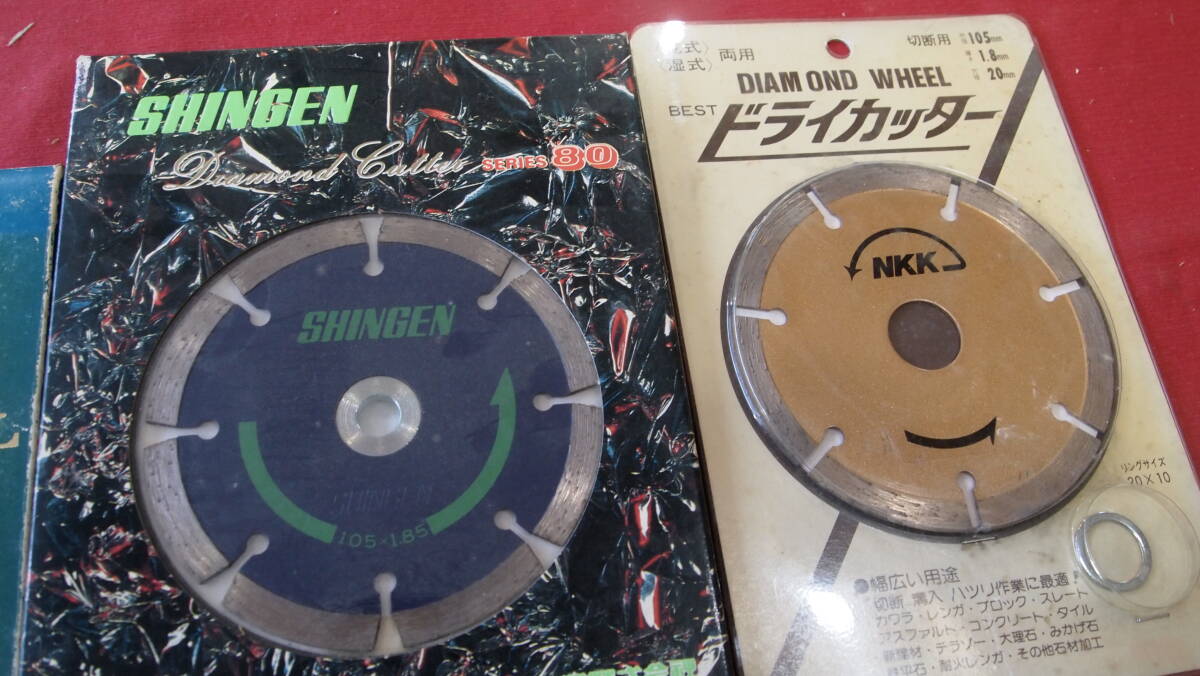 SHINGEN
Diamond Cutter SERIES 80
SHINGEN
105×1.85
式〉両用
湿式〉
切断用
105mm
1.8mm
20mm
DIAMOND WHEEL
BEST ドライカッター
NKK
リングサイズ
20×10
●幅広い用途
切断 溝入 ハツリ作業に最適!
カワラ・レンガ・ブロック・スレート
アスファルト・コンクリート・タイル
新建材・テラゾー・大理石・みかげ石
・耐火レンガ・その他石材加工